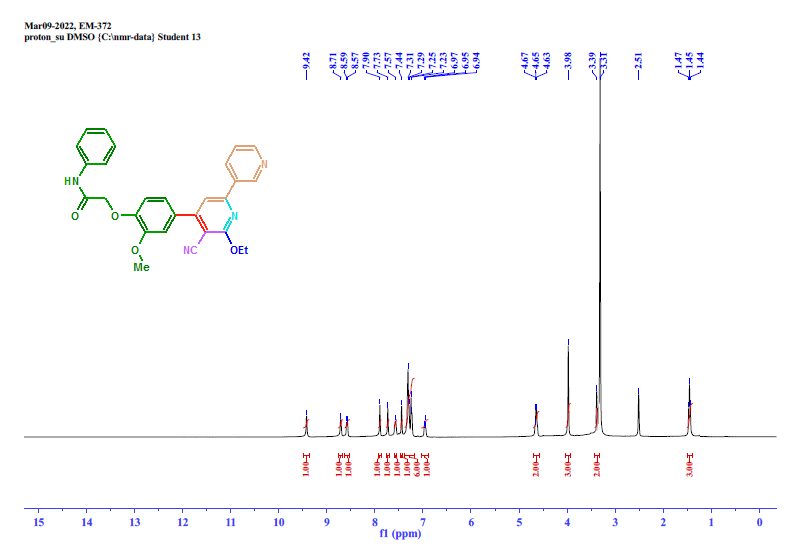 Mar09-2022, EM-372
proton_su DMSO {C:\nmr-data} Student 13
9.42
8.71
8.59
8.57
7.90
7.73
7.57
7.44
7.31
7.29
7.25
7.23
6.97
6.95
6.94
4.67
4.65
4.63
3.98
3.39
3.31
2.51
1.47
1.45
1.44
N
HN
O
O
N
O
NC
OEt
Me
1.00
1.00
1.00
1.00
1.00
1.00
1.00
6.00
1.00
2.00
3.00
2.00
3.00
15 14 13 12 11 10 9 8 7 6 5 4 3 2 1 0
f1 (ppm)